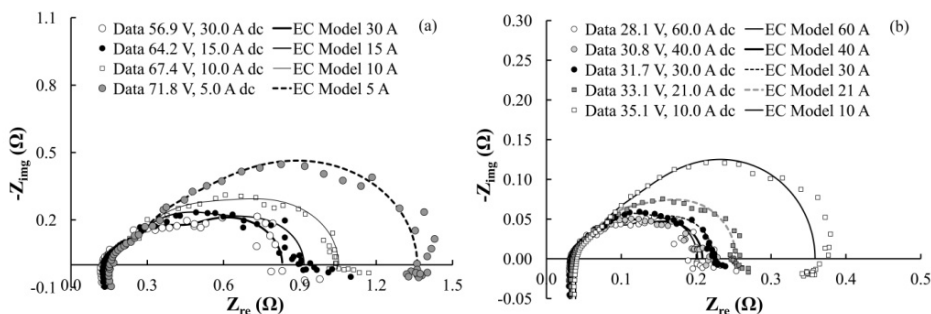 (a)
Data 56.9 V, 30.0 A dc EC Model 30 A
Data 64.2 V, 15.0 A dc EC Model 15 A
Data 67.4 V, 10.0 A dc EC Model 10 A
Data 71.8 V, 5.0 A dc EC Model 5 A
-Zimg (Ω)
1.1
0.8
0.5
0.2
-0.1
0 0.3 0.6 0.9 1.2 1.5
Zre (Ω)
(b)
Data 28.1 V, 60.0 A dc EC Model 60 A
Data 30.8 V, 40.0 A dc EC Model 40 A
Data 31.7 V, 30.0 A dc EC Model 30 A
Data 33.1 V, 21.0 A dc EC Model 21 A
Data 35.1 V, 10.0 A dc EC Model 10 A
-Zimg (Ω)
0.30
0.25
0.20
0.15
0.10
0.05
0.00
-0.05
0 0.1 0.2 0.3 0.4 0.5
Zre (Ω)